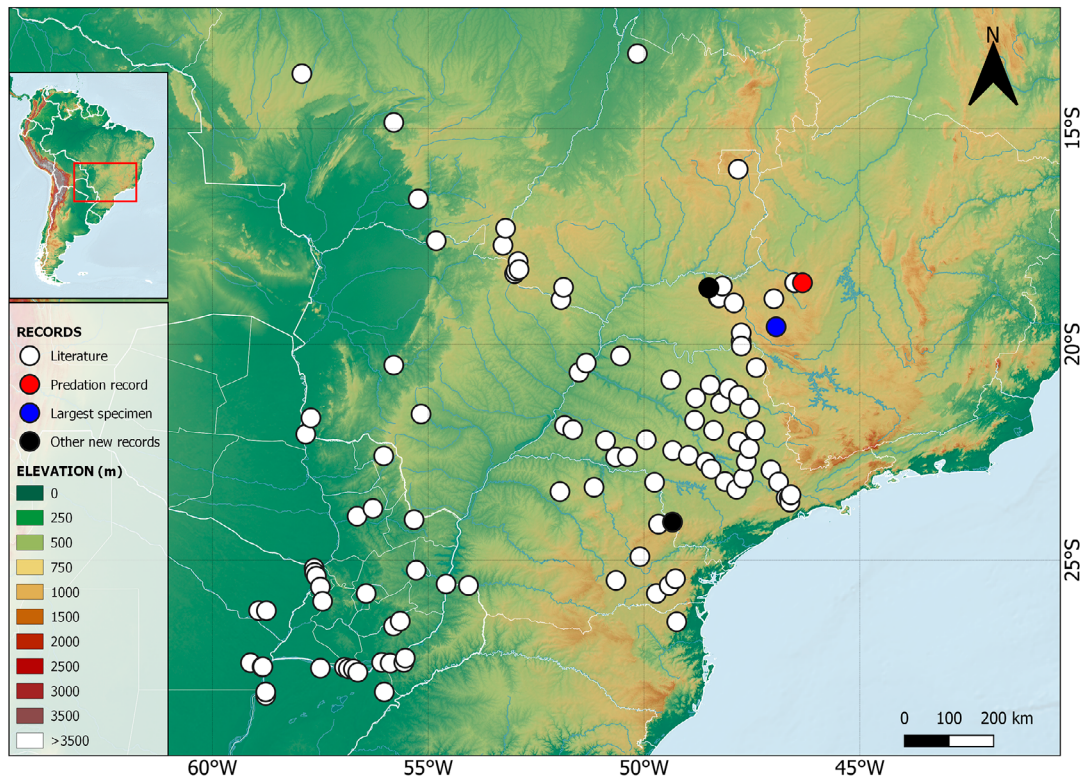 N
15°S
20°S
25°S
RECORDS
Literature
Predation record
Largest specimen
Other new records
ELEVATION (m)
0
250
500
750
1000
1500
2000
2500
3000
3500
>3500
0 100 200 km
60°W 55°W 50°W 45°W